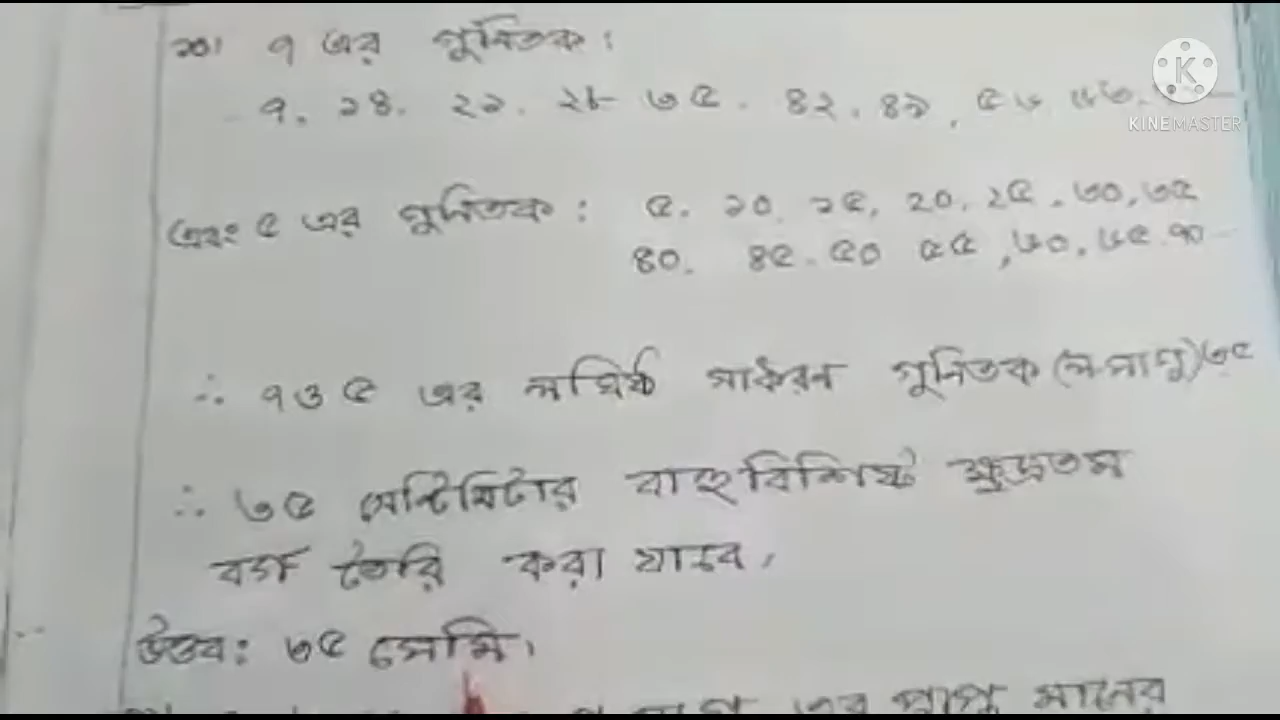 ১০। ৭ এর গুনিতক :
৭, ১৪, ২১, ২৮ ৩৫, ৪২, ৪৯, ৫৬ ৬৩,
এবং ৫ এর গুনিতক : ৫, ১০, ১৫, ২০, ২৫, ৩০, ৩৫
৪০, ৪৫, ৫০ ৫৫, ৬০, ৬৫, ৭০
∴ ৭ ও ৫ এর লঘিষ্ঠ সাধারন গুনিতক (ল.সা.গু) ৩৫
∴ ৩৫ সেন্টিমিটার বাহুবিশিষ্ট ক্ষুদ্রতম
বর্গ তৈরি করা যাবে,
উত্তর: ৩৫ সেমি।
এর প্রাপ্ত মানের
KINEMASTER